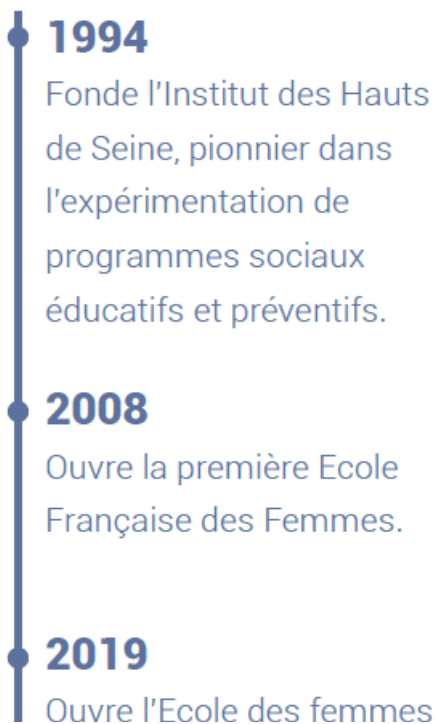 1994
Fonde l'Institut des Hauts
de Seine, pionnier dans
l'expérimentation de
programmes sociaux
éducatifs et préventifs.
2008
Ouvre la première Ecole
Française des Femmes.
2019
Ouvre l'Ecole des femmes